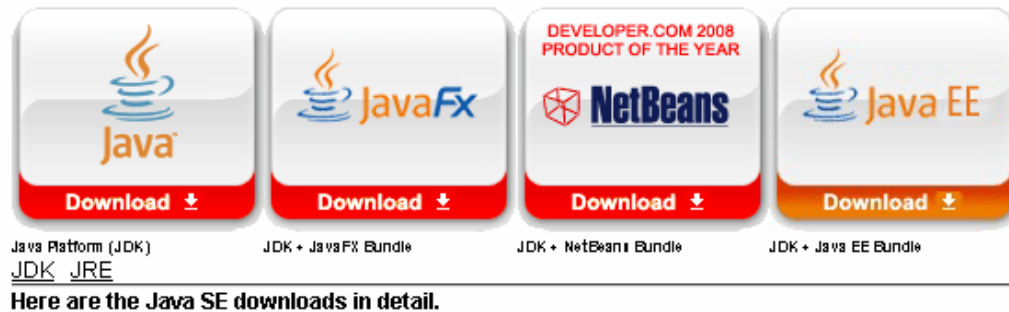 Java™
JavaFx
DEVELOPER.COM 2008
PRODUCT OF THE YEAR
NetBeans
Java EE
Download
Download
Download
Download
Java Platform (JDK)
JDK + JavaFX Bundle
JDK + NetBeans Bundle
JDK + Java EE Bundle
JDK JRE
Here are the Java SE downloads in detail.